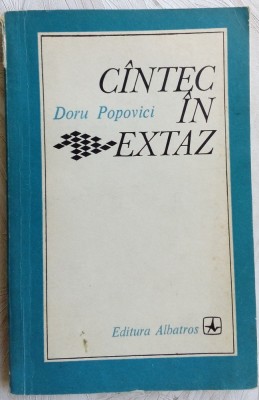 CÎNTEC
Doru Popovici ÎN
EXTAZ
Editura Albatros